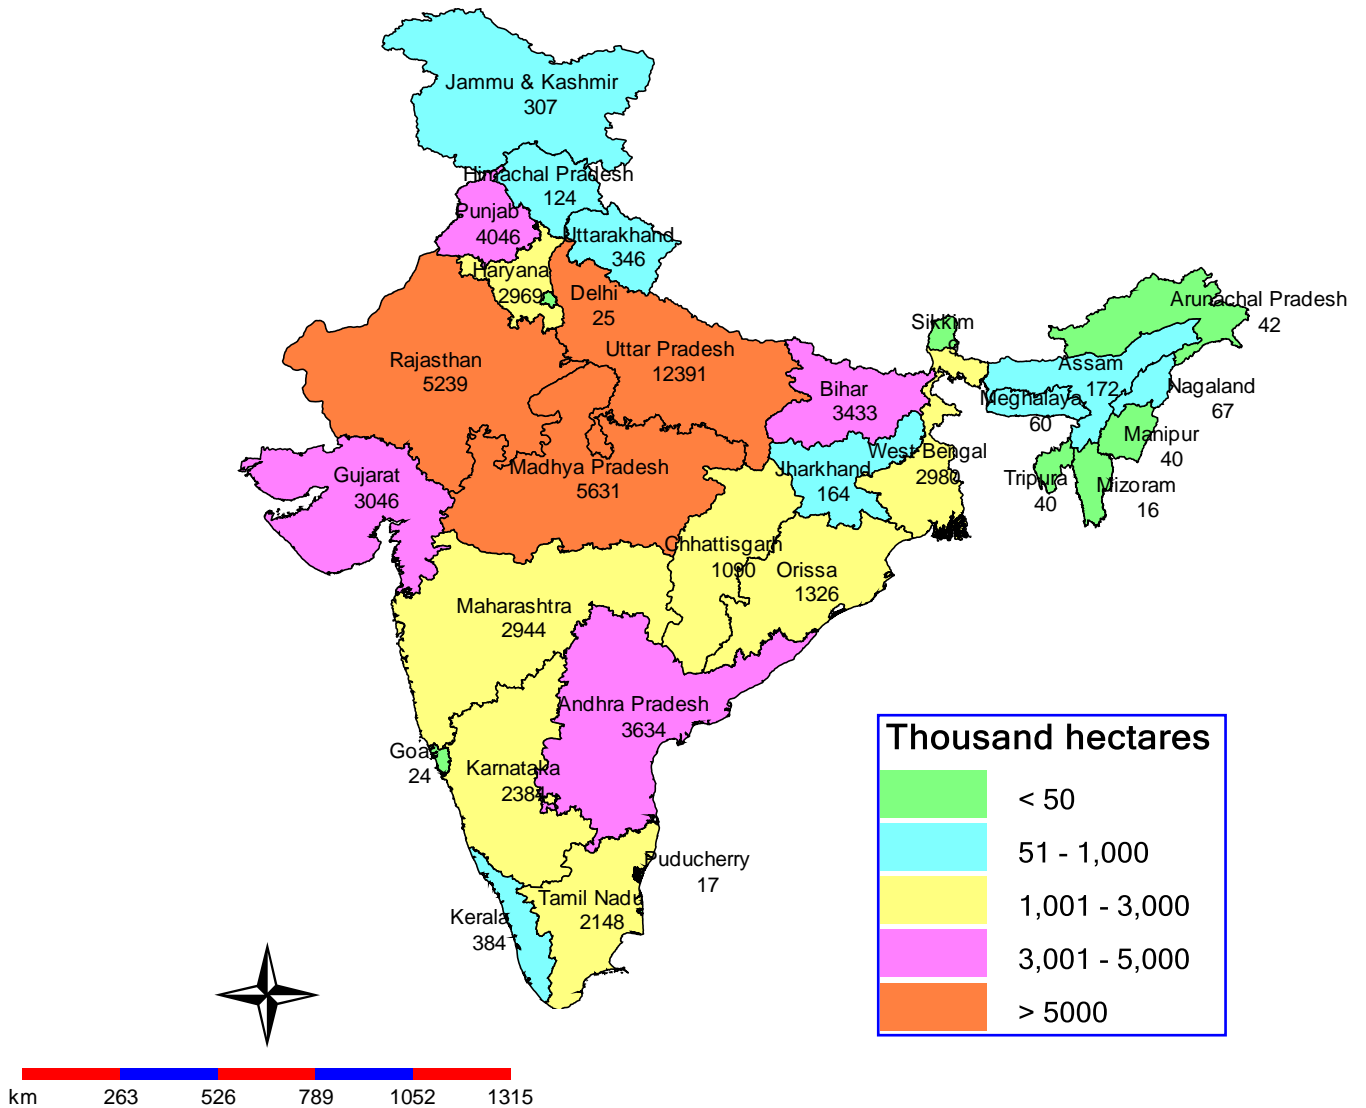 Jammu & Kashmir
307
Himachal Pradesh
124
Punjab
4046
Uttarakhand
346
Haryana
2969
Delhi
25
Rajasthan
5239
Uttar Pradesh
12391
Bihar
3433
Sikkim
Arunachal Pradesh
42
Assam
172
Nagaland
67
Meghalaya
60
Manipur
40
Tripura
40
Mizoram
16
West Bengal
2980
Jharkhand
164
Gujarat
3046
Madhya Pradesh
5631
Chhattisgarh
1090
Orissa
1326
Maharashtra
2944
Andhra Pradesh
3634
Goa
24
Karnataka
2384
Puducherry
17
Tamil Nadu
2148
Kerala
384
Thousand hectares
< 50
51 - 1,000
1,001 - 3,000
3,001 - 5,000
> 5000
km 263 526 789 1052 1315